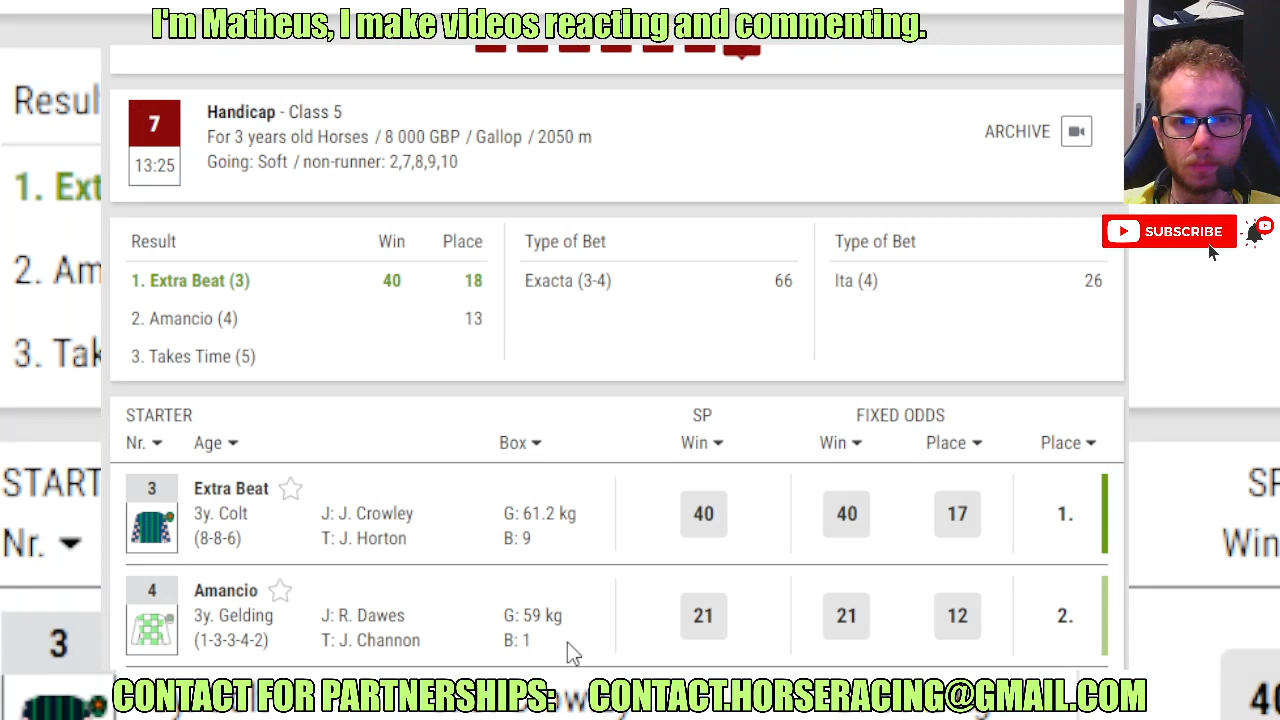 I'm Matheus, I make videos reacting and commenting.
7
13:25
Handicap - Class 5
For 3 years old Horses / 8 000 GBP / Gallop / 2050 m
Going: Soft / non-runner: 2,7,8,9,10
ARCHIVE
SUBSCRIBE
Result Win Place
1. Extra Beat (3) 40 18
2. Amancio (4) 13
3. Takes Time (5)
Type of Bet
Exacta (3-4) 66
Type of Bet
Ita (4) 26
STARTER SP FIXED ODDS
Nr. Age Box Win Win Place Place
3 Extra Beat
3y. Colt J: J. Crowley G: 61.2 kg 40 40 17 1.
(8-8-6) T: J. Horton B: 9
4 Amancio
3y. Gelding J: R. Dawes G: 59 kg 21 21 12 2.
(1-3-3-4-2) T: J. Channon B: 1
Resul
1. Ext
2. Am
3. Tak
START
Nr.
3
SP
Win
40
CONTACT FOR PARTNERSHIPS: CONTACT.HORSERACING@GMAIL.COM